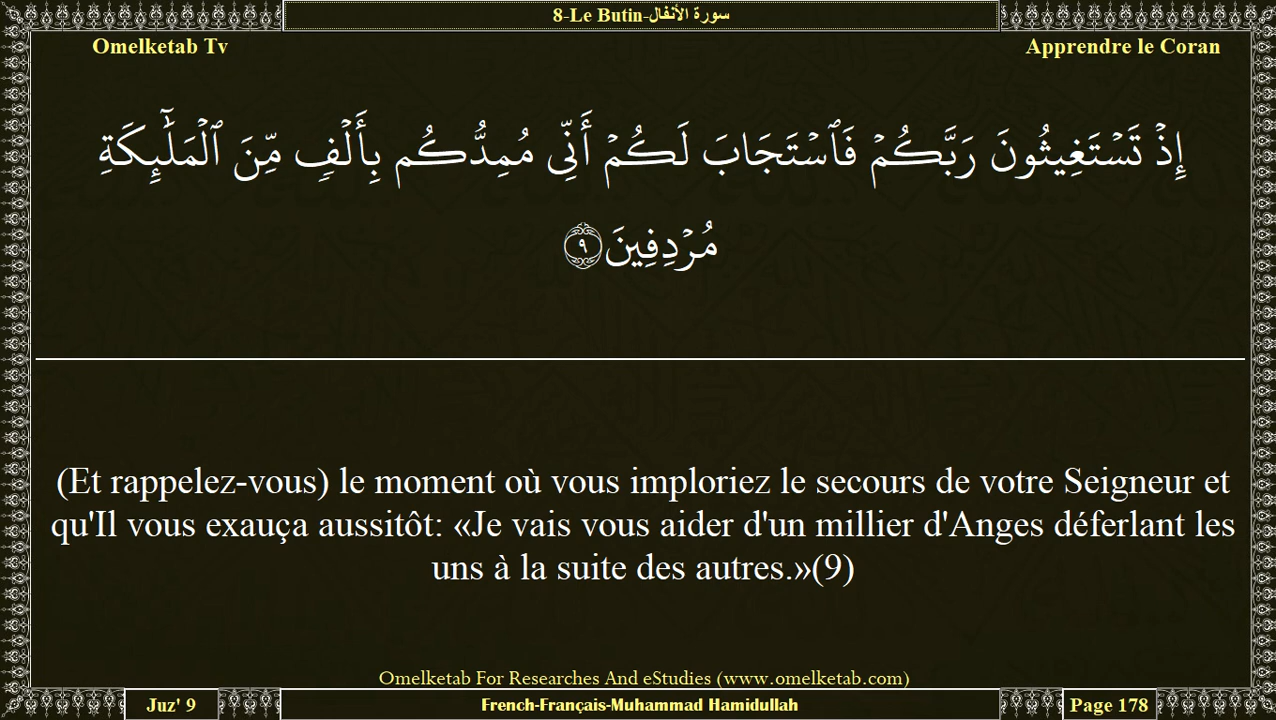 8-Le Butin-سورة الأنفال
Omelketab Tv
Apprendre le Coran
إِذۡ تَسۡتَغِيثُونَ رَبَّكُمۡ فَٱسۡتَجَابَ لَكُمۡ أَنِّي مُمِدُّكُم بِأَلۡفٖ مِّنَ ٱلۡمَلَٰٓئِكَةِ
مُرۡدِفِينَ ٩
(Et rappelez-vous) le moment où vous imploriez le secours de votre Seigneur et
qu'Il vous exauça aussitôt: «Je vais vous aider d'un millier d'Anges déferlant les
uns à la suite des autres.»(9)
Omelketab For Researches And eStudies (www.omelketab.com)
Juz' 9
French-Français-Muhammad Hamidullah
Page 178